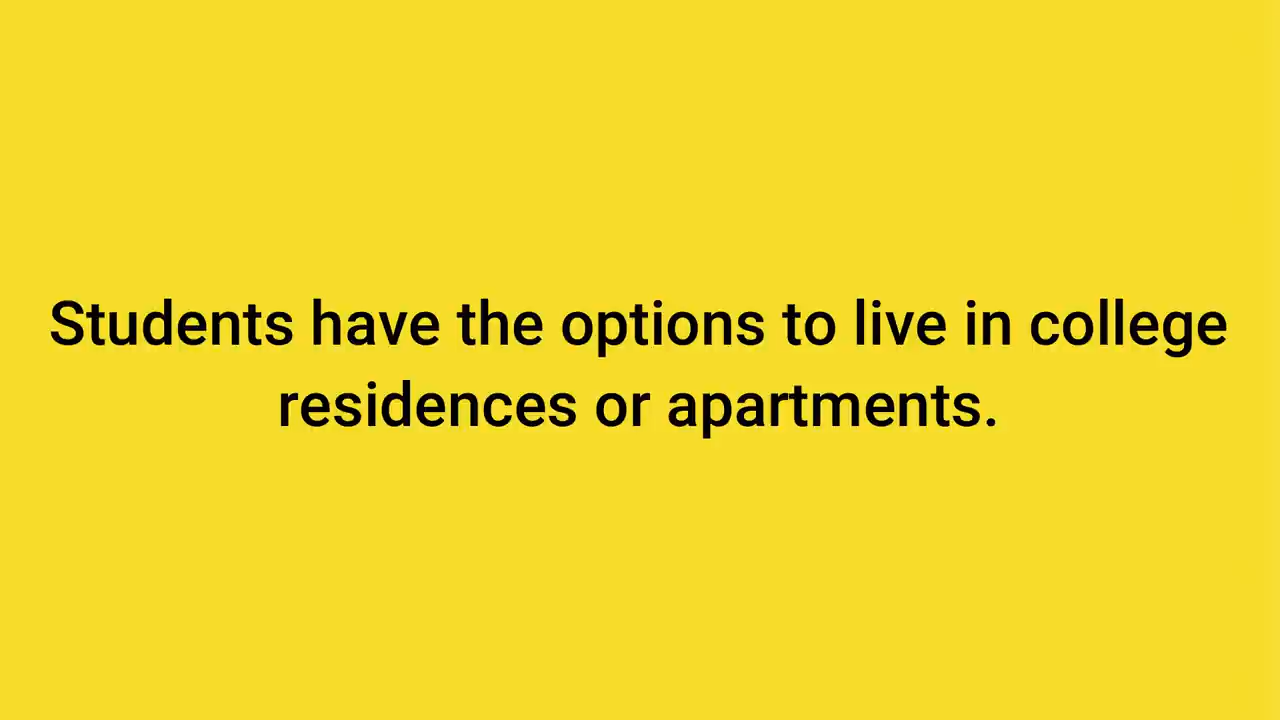 Students have the options to live in college
residences or apartments.